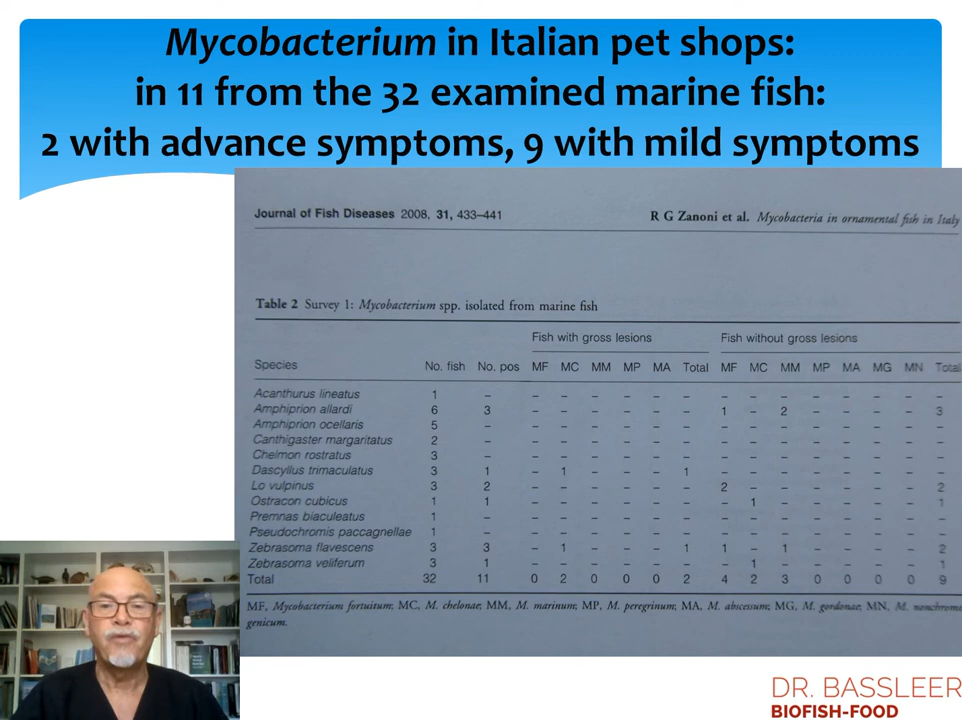 Mycobacterium in Italian pet shops:
in 11 from the 32 examined marine fish:
2 with advance symptoms, 9 with mild symptoms
Journal of Fish Diseases 2008, 31, 433–441 R G Zanoni et al. Mycobacteria in ornamental fish in Italy
Table 2 Survey 1: Mycobacterium spp. isolated from marine fish
Fish with gross lesions Fish without gross lesions
Species No. fish No. pos MF MC MM MP MA Total MF MC MM MP MA MG MN Total
Acanthurus lineatus 1 – – – – – – – – – – – – – – –
Amphiprion allardi 6 3 – – – – – – 1 – 2 – – – – 3
Amphiprion ocellaris 5 – – – – – – – – – – – – – – –
Canthigaster margaritatus 2 – – – – – – – – – – – – – – –
Chelmon rostratus 3 – – – – – – – – – – – – – – –
Dascyllus trimaculatus 3 1 – 1 – – – 1 – – – – – – – –
Lo vulpinus 3 2 – – – – – – 2 – – – – – – 2
Ostracon cubicus 1 1 – – – – – – – 1 – – – – – 1
Premnas biaculeatus 1 – – – – – – – – – – – – – – –
Pseudochromis paccagnellae 1 – – – – – – – – – – – – – – –
Zebrasoma flavescens 3 3 – 1 – – – 1 1 – 1 – – – – 2
Zebrasoma veliferum 3 1 – – – – – – – 1 – – – – – 1
Total 32 11 0 2 0 0 0 2 4 2 3 0 0 0 0 9
MF, Mycobacterium fortuitum; MC, M. chelonae; MM, M. marinum; MP, M. peregrinum; MA, M. abscessum; MG, M. gordonae; MN, M. nonchromo
genicum.
DR. BASSLEER
BIOFISH-FOOD